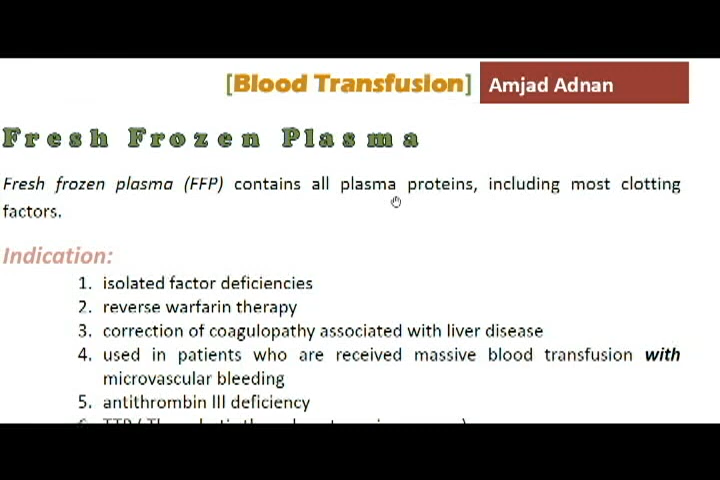 [Blood Transfusion] Amjad Adnan
Fresh Frozen Plasma
Fresh frozen plasma (FFP) contains all plasma proteins, including most clotting
factors.
Indication:
1. isolated factor deficiencies
2. reverse warfarin therapy
3. correction of coagulopathy associated with liver disease
4. used in patients who are received massive blood transfusion with
microvascular bleeding
5. antithrombin III deficiency